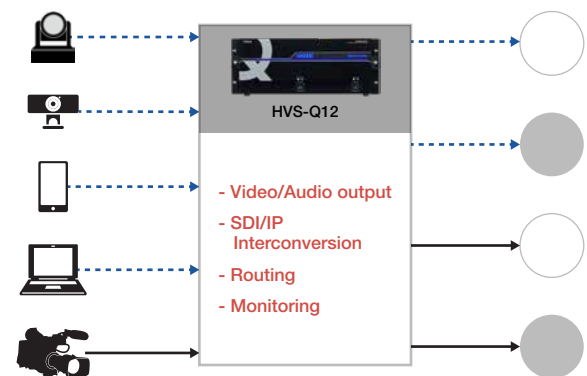 HVS-Q12
- Video/Audio output
- SDI/IP
Interconversion
- Routing
- Monitoring